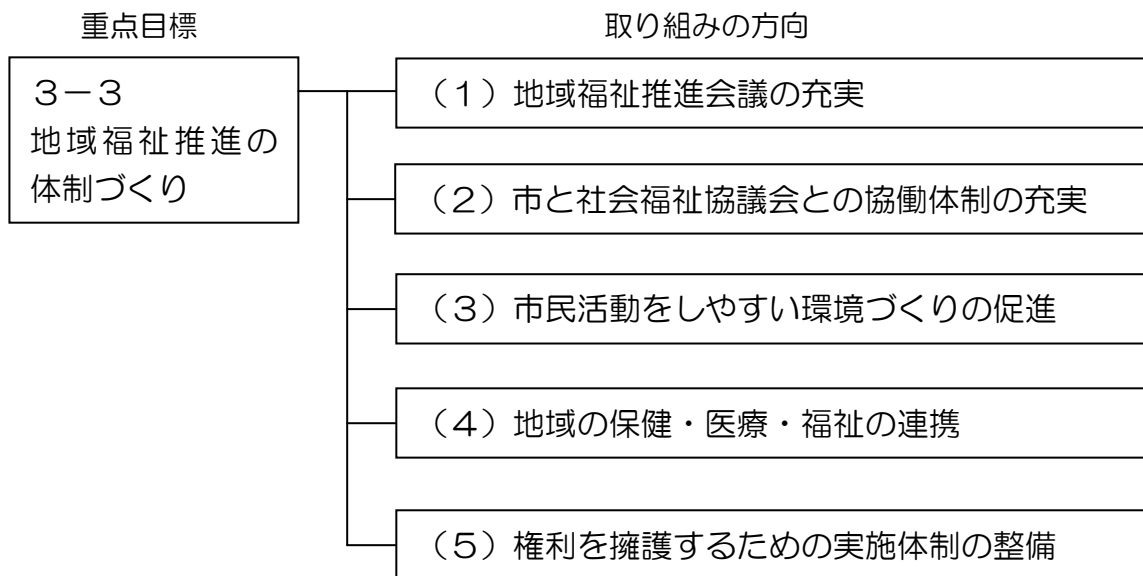 重点目標
取り組みの方向
3−3
地域福祉推進の
体制づくり
(1)地域福祉推進会議の充実
(2)市と社会福祉協議会との協働体制の充実
(3)市民活動をしやすい環境づくりの促進
(4)地域の保健・医療・福祉の連携
(5)権利を擁護するための実施体制の整備